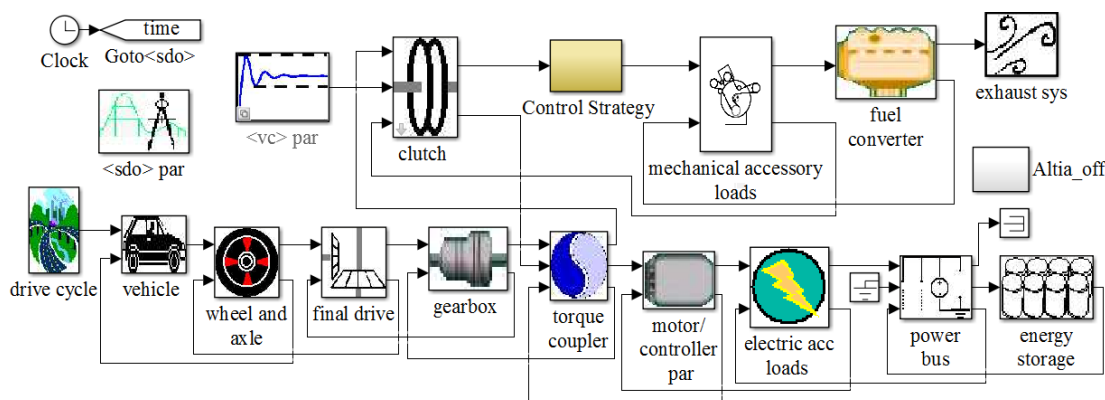 time
Clock
Goto<sdo>
<sdo> par
<vc> par
clutch
Control Strategy
mechanical accessory
loads
fuel
converter
exhaust sys
Altia_off
drive cycle
vehicle
wheel and
axle
final drive
gearbox
torque
coupler
motor/
controller
par
electric acc
loads
power
bus
energy
storage